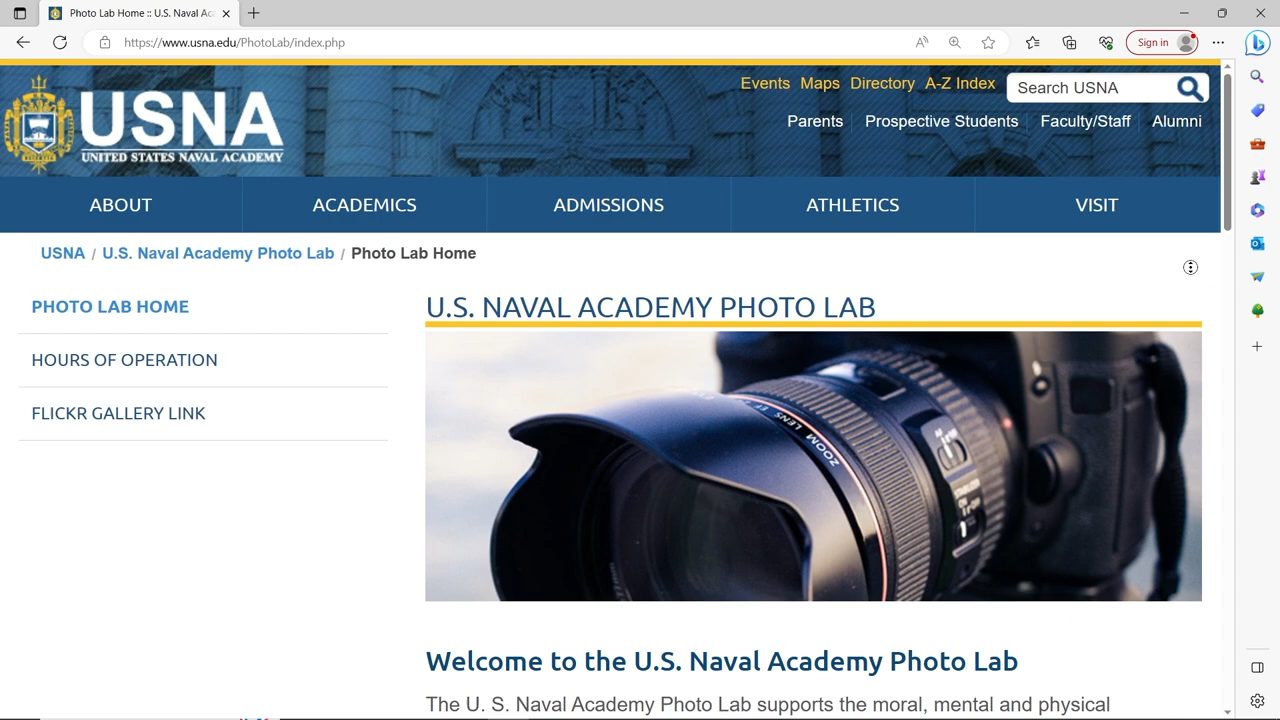 Photo Lab Home :: U.S. Naval Ac
https://www.usna.edu/PhotoLab/index.php
Sign in
USNA
UNITED STATES NAVAL ACADEMY
Events Maps Directory A-Z Index Search USNA
Parents Prospective Students Faculty/Staff Alumni
ABOUT ACADEMICS ADMISSIONS ATHLETICS VISIT
USNA / U.S. Naval Academy Photo Lab / Photo Lab Home
PHOTO LAB HOME
HOURS OF OPERATION
FLICKR GALLERY LINK
U.S. NAVAL ACADEMY PHOTO LAB
ZOOM LENS EF
AF
STABILIZER
ON
Welcome to the U.S. Naval Academy Photo Lab
The U. S. Naval Academy Photo Lab supports the moral, mental and physical